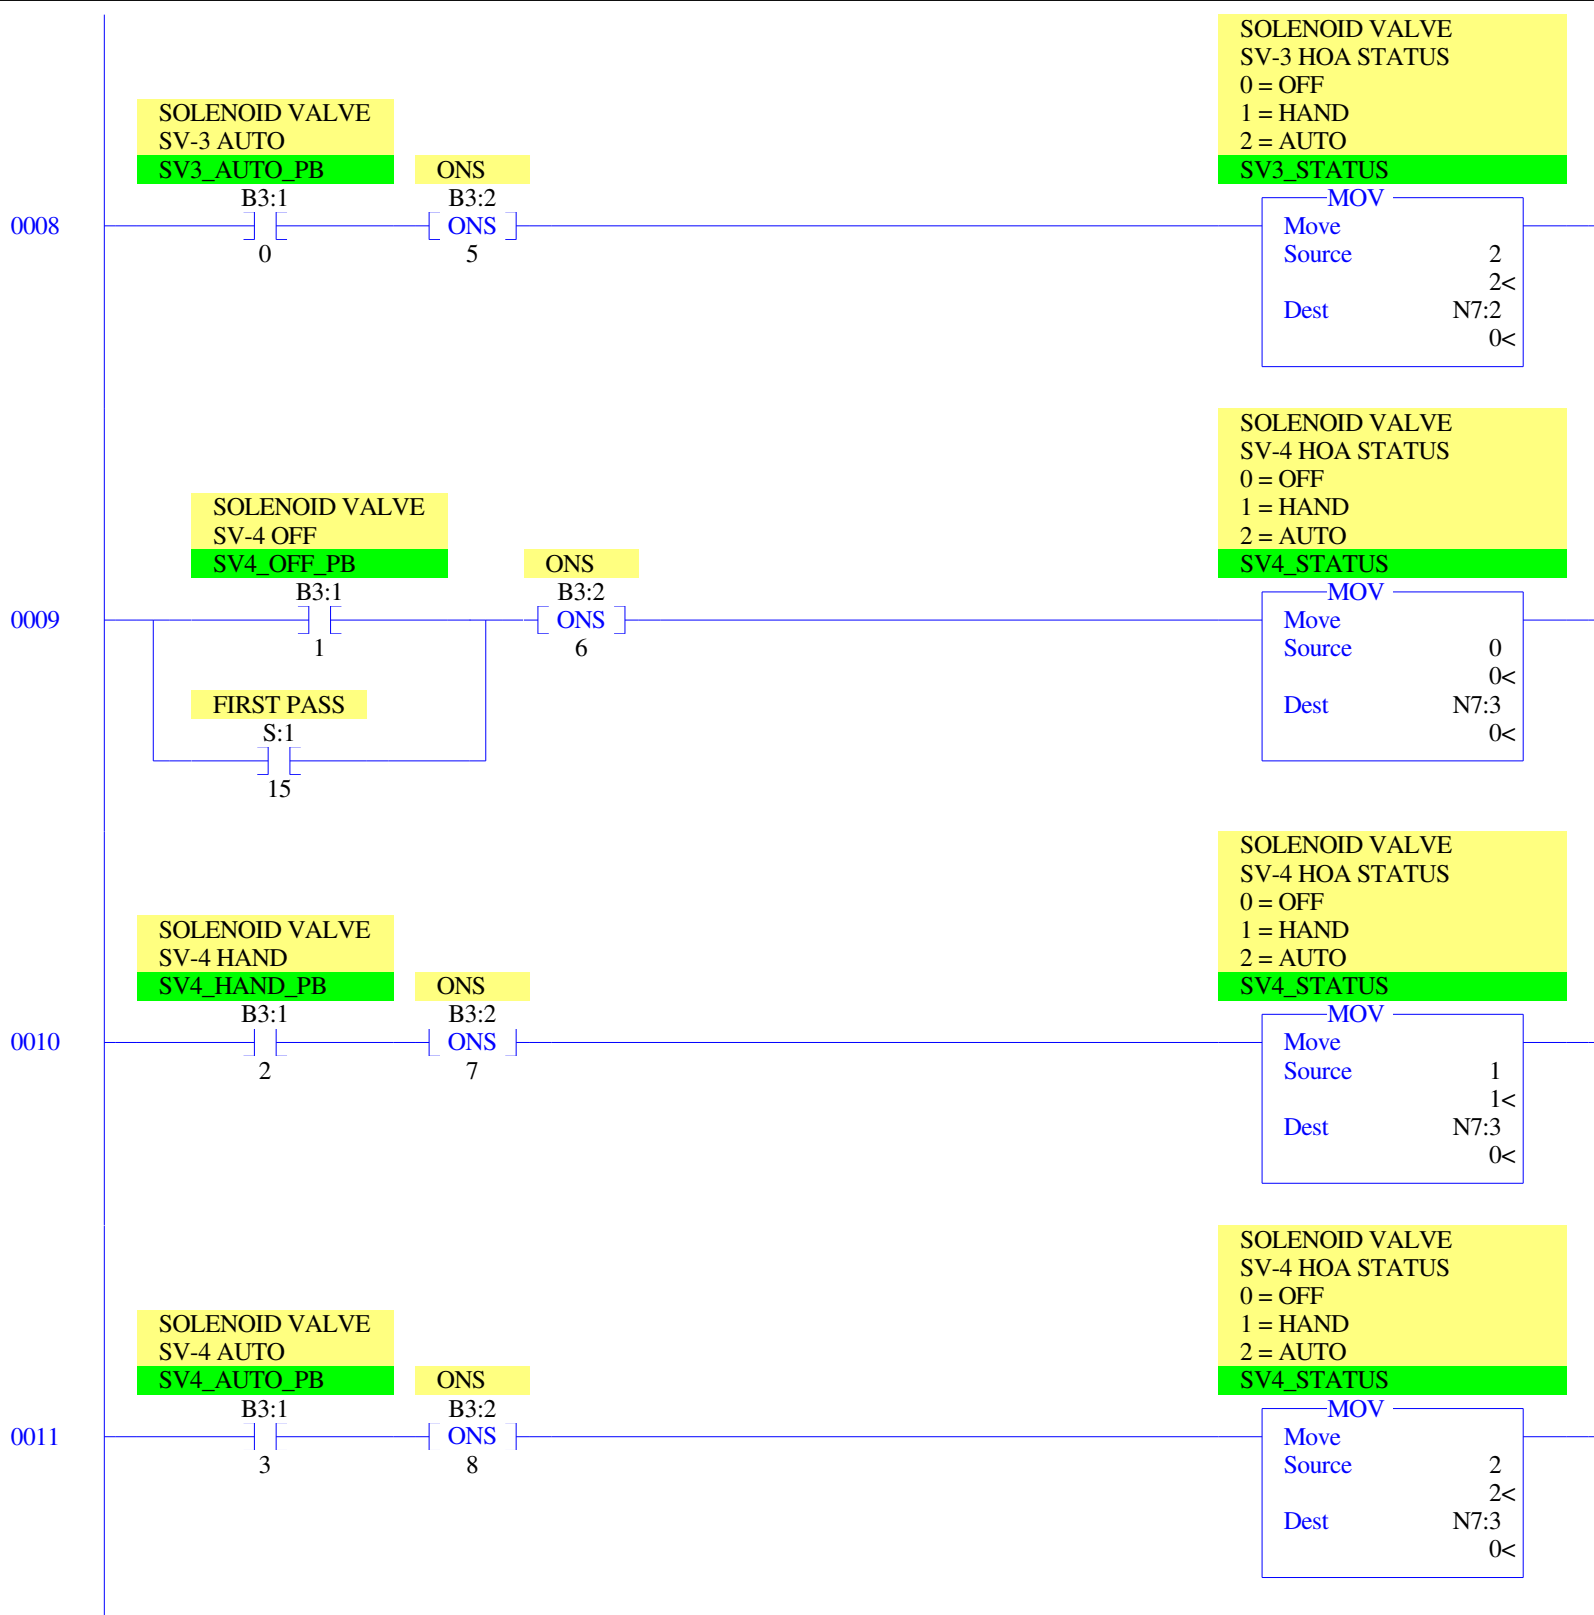 SOLENOID VALVE
SV-3 HOA STATUS
0 = OFF
1 = HAND
2 = AUTO
SV3_STATUS
SOLENOID VALVE
SV-3 AUTO
SV3_AUTO_PB
ONS
B3:1
B3:2
MOV
0008
ONS
Move
0
5
Source 2
2<
Dest N7:2
0<
SOLENOID VALVE
SV-4 HOA STATUS
0 = OFF
1 = HAND
2 = AUTO
SV4_STATUS
SOLENOID VALVE
SV-4 OFF
SV4_OFF_PB
ONS
B3:1
B3:2
MOV
0009
ONS
Move
1
6
Source 0
0<
FIRST PASS
Dest N7:3
S:1
0<
15
SOLENOID VALVE
SV-4 HOA STATUS
0 = OFF
1 = HAND
2 = AUTO
SV4_STATUS
SOLENOID VALVE
SV-4 HAND
SV4_HAND_PB
ONS
B3:1
B3:2
MOV
0010
ONS
Move
2
7
Source 1
1<
Dest N7:3
0<
SOLENOID VALVE
SV-4 HOA STATUS
0 = OFF
1 = HAND
2 = AUTO
SV4_STATUS
SOLENOID VALVE
SV-4 AUTO
SV4_AUTO_PB
ONS
B3:1
B3:2
MOV
0011
ONS
Move
3
8
Source 2
2<
Dest N7:3
0<